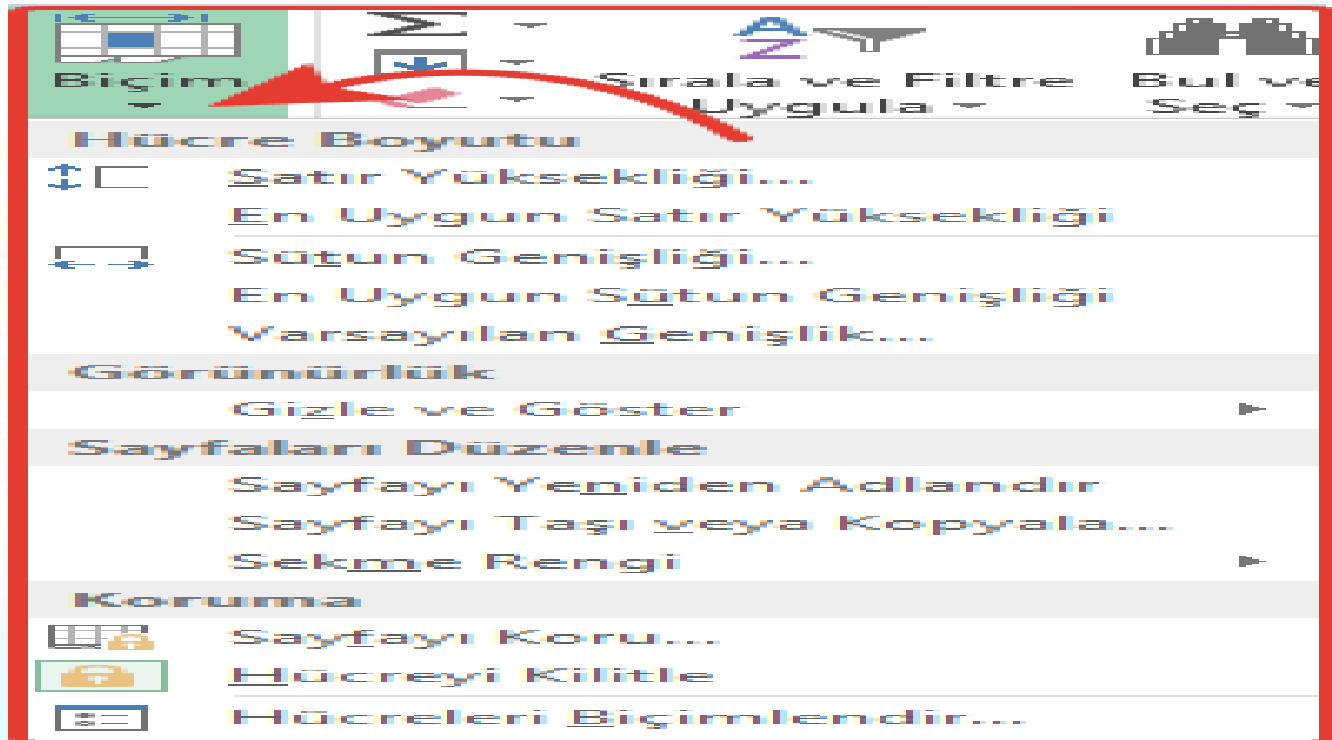 Biçim
Sırala ve Filtre
Uygula
Bul ve
Seç
Hücre Boyutu
Satır Yüksekliği...
En Uygun Satır Yüksekliği
Sütun Genişliği...
En Uygun Sütun Genişliği
Varsayılan Genişlik...
Görünürlük
Gizle ve Göster
Sayfaları Düzenle
Sayfayı Yeniden Adlandır
Sayfayı Taşı veya Kopyala...
Sekme Rengi
Koruma
Sayfayı Koru...
Hücreyi Kilitle
Hücreleri Biçimlendir...